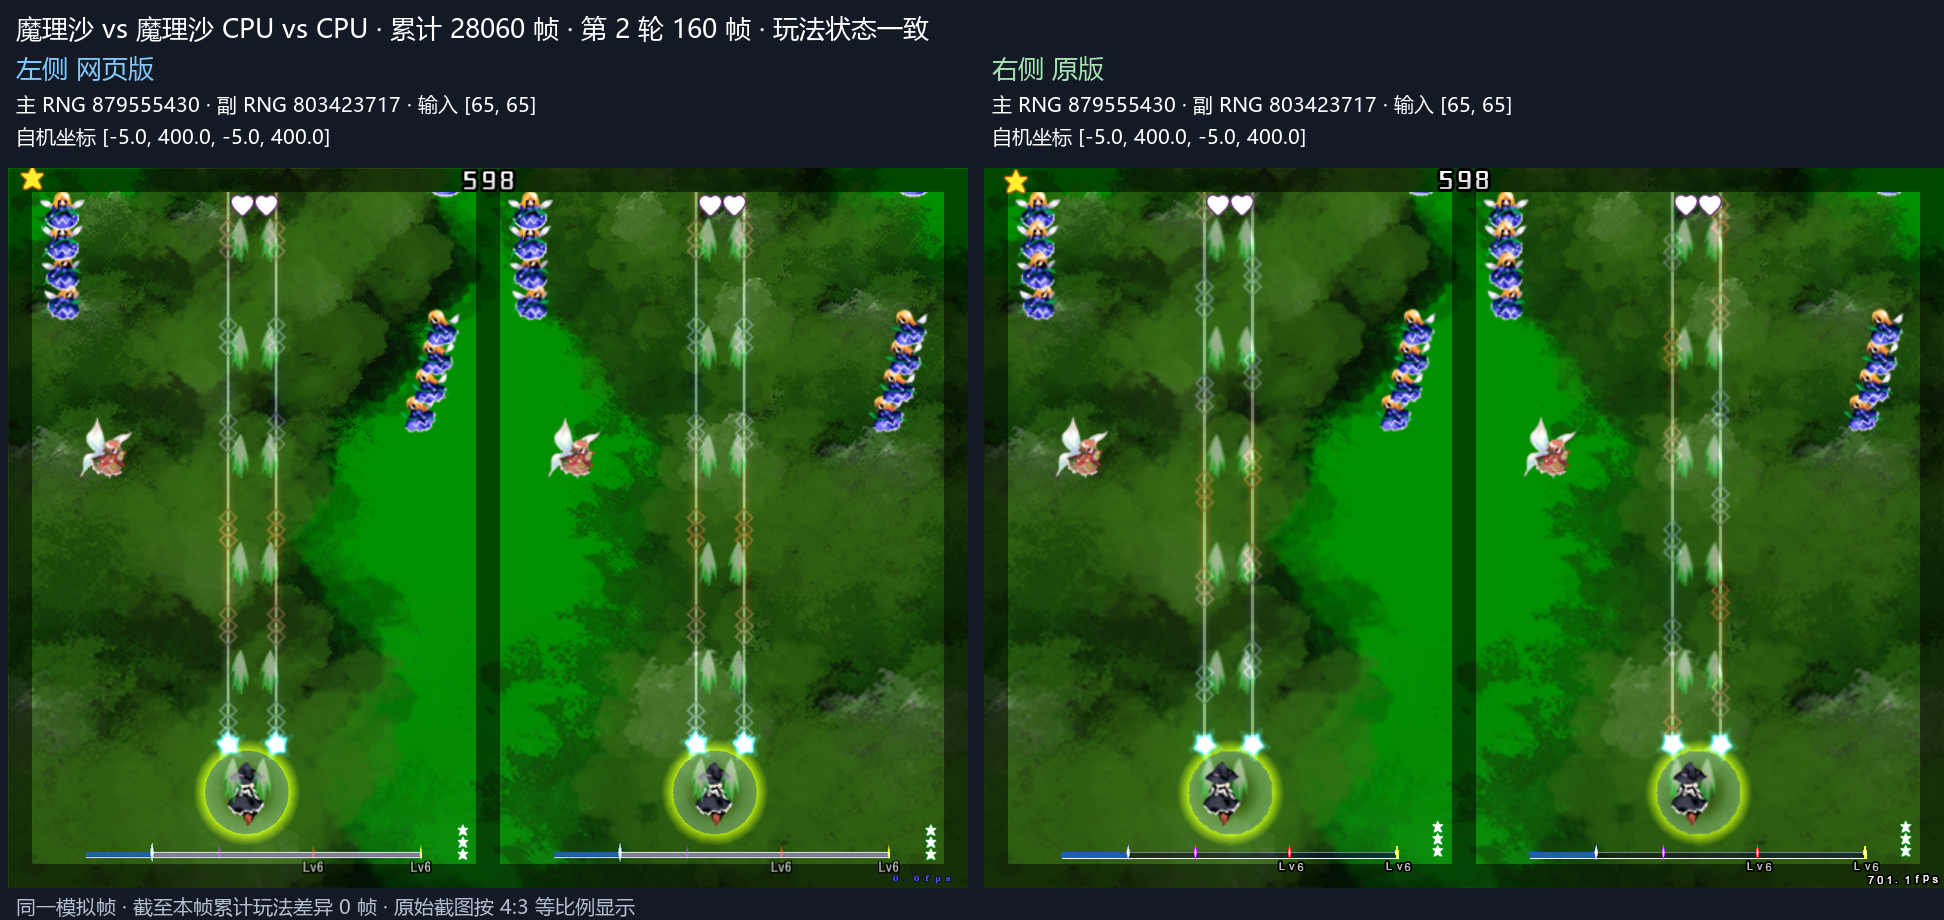 魔理沙 vs 魔理沙 CPU vs CPU · 累计 28060 帧 · 第 2 轮 160 帧 · 玩法状态一致
左侧 网页版
主 RNG 879555430 · 副 RNG 803423717 · 输入 [65, 65]
自机坐标 [-5.0, 400.0, -5.0, 400.0]
右侧 原版
主 RNG 879555430 · 副 RNG 803423717 · 输入 [65, 65]
自机坐标 [-5.0, 400.0, -5.0, 400.0]
598
598
Lv6 Lv6 Lv6 Lv6
0.0fps
Lv6 Lv6 Lv6 Lv6
701.1fps
同一模拟帧 · 截至本帧累计玩法差异 0 帧 · 原始截图按 4:3 等比例显示